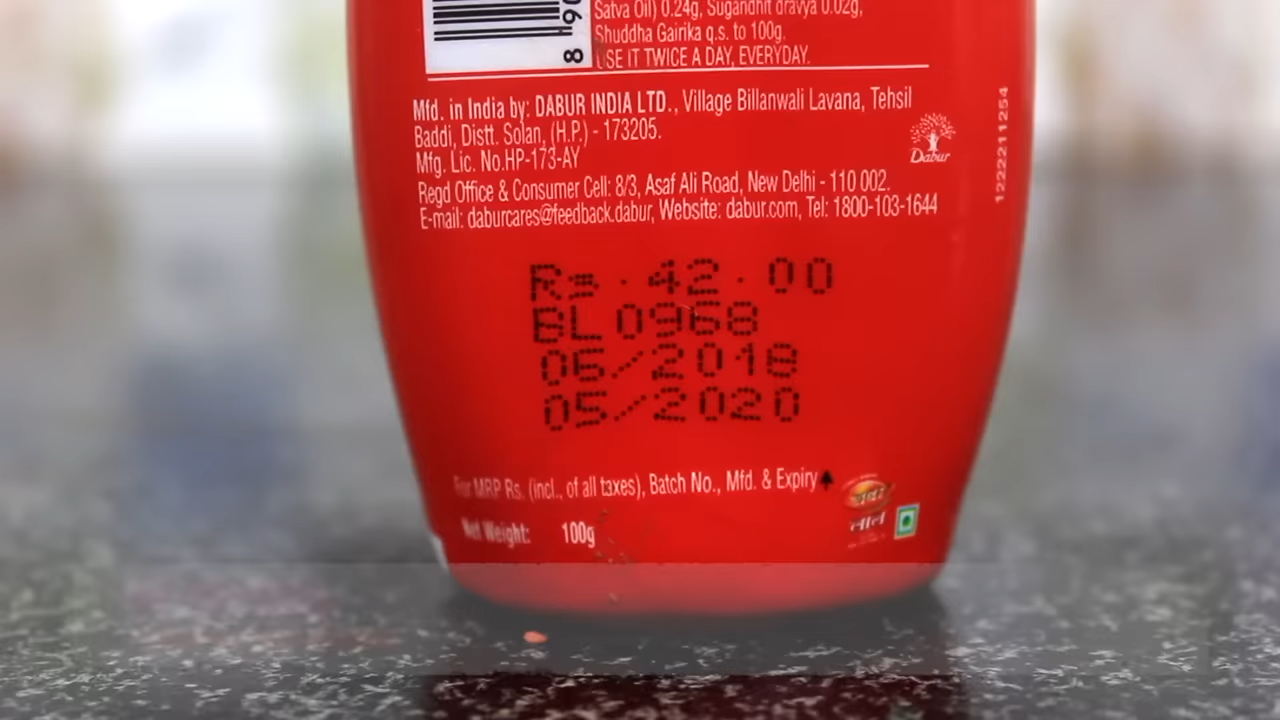 Satva Oil) 0.24g, Sugandhit dravya 0.02g,
Shuddha Gairika q.s. to 100g.
USE IT TWICE A DAY, EVERYDAY.
8 90
Mfd. in India by: DABUR INDIA LTD., Village Billanwali Lavana, Tehsil
Baddi, Distt. Solan, (H.P.) - 173205.
Mfg. Lic. No.HP-173-AY
Dabur
1222211254
Regd Office & Consumer Cell: 8/3, Asaf Ali Road, New Delhi - 110 002.
E-mail: daburcares@feedback.dabur, Website: dabur.com, Tel: 1800-103-1644
Rs.42.00
BL0968
06/2018
05/2020
For MRP Rs. (incl., of all taxes), Batch No., Mfd. & Expiry
डाबर
लाल
Net Weight: 100g